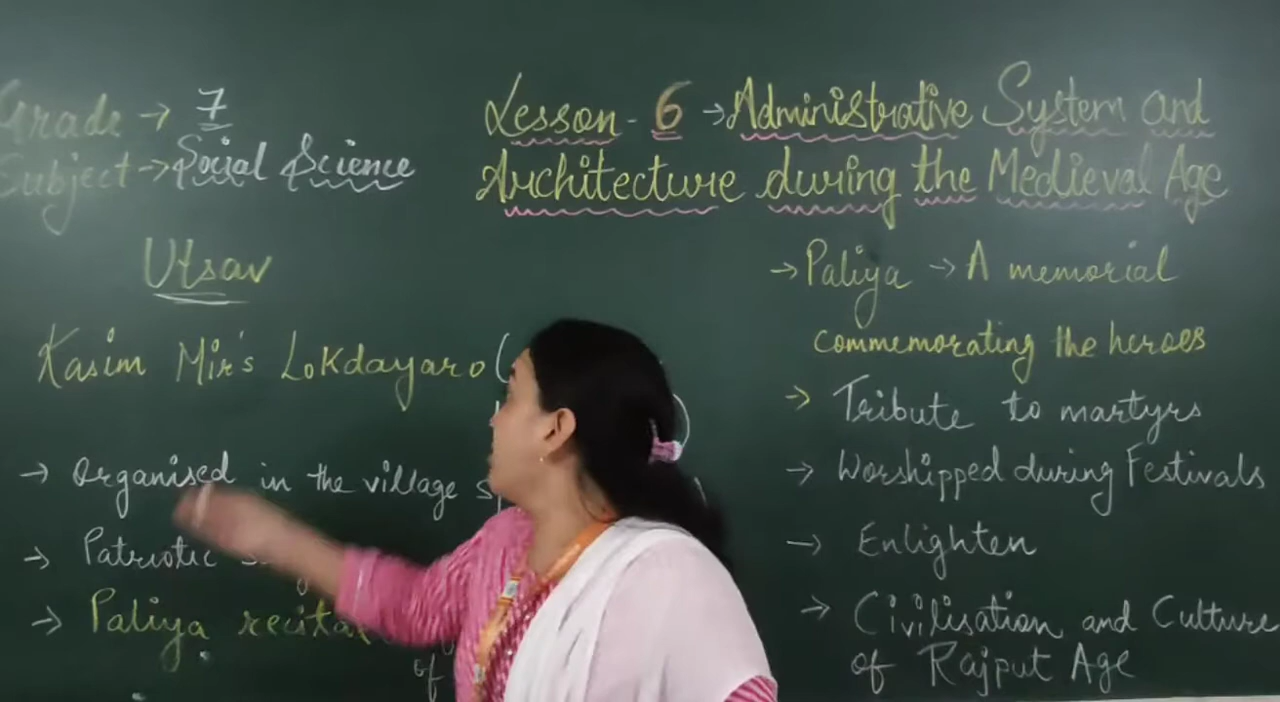 Grade → 7
Subject → Social Science
Lesson - 6 → Administrative System and
Architecture during the Medieval Age
Utsav
Kasim Mir's Lokdayaro (
→ Organised in the village
→ Patriotic
→ Paliya recital
of
→ Paliya → A memorial
commemorating the heroes
→ Tribute to martyrs
→ Worshipped during Festivals
→ Enlighten
→ Civilisation and Culture
of Rajput Age